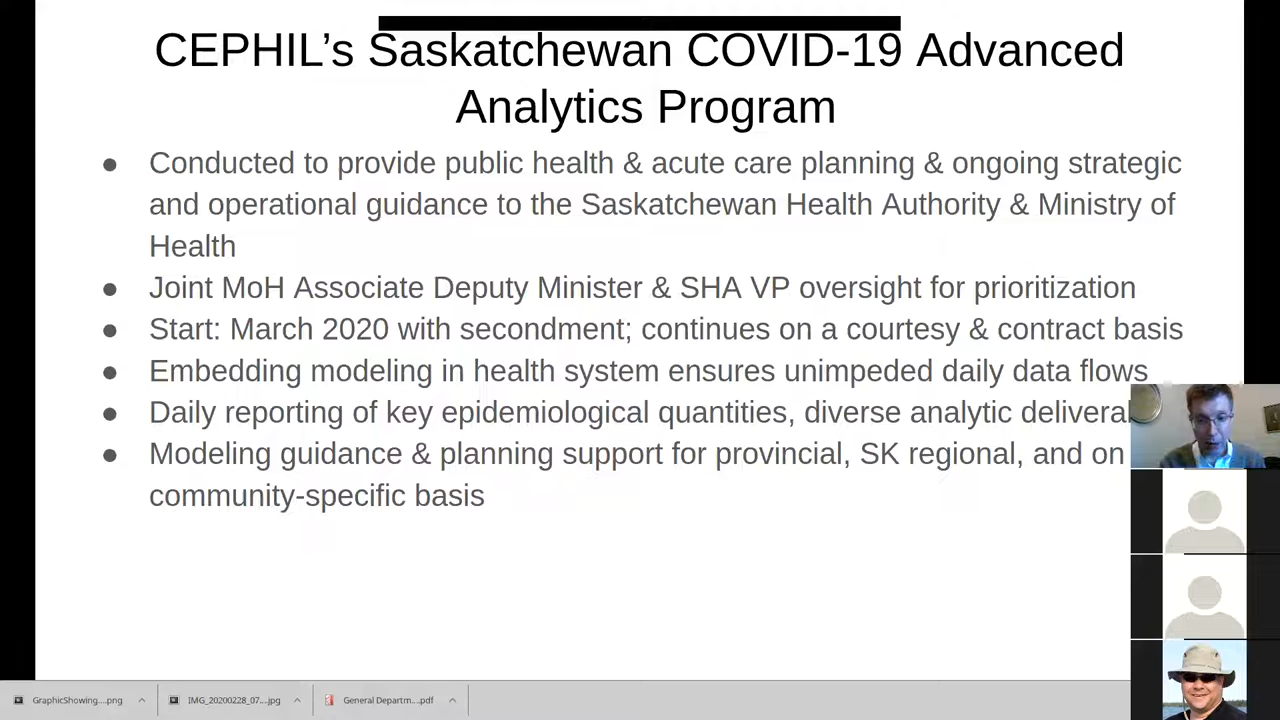 CEPHIL’s Saskatchewan COVID-19 Advanced
Analytics Program
● Conducted to provide public health & acute care planning & ongoing strategic
and operational guidance to the Saskatchewan Health Authority & Ministry of
Health
● Joint MoH Associate Deputy Minister & SHA VP oversight for prioritization
● Start: March 2020 with secondment; continues on a courtesy & contract basis
● Embedding modeling in health system ensures unimpeded daily data flows
● Daily reporting of key epidemiological quantities, diverse analytic
● Modeling guidance & planning support for provincial, SK regional, and on
community-specific basis
GraphicShowing....png
IMG_20200228_07....jpg
General Departm....pdf